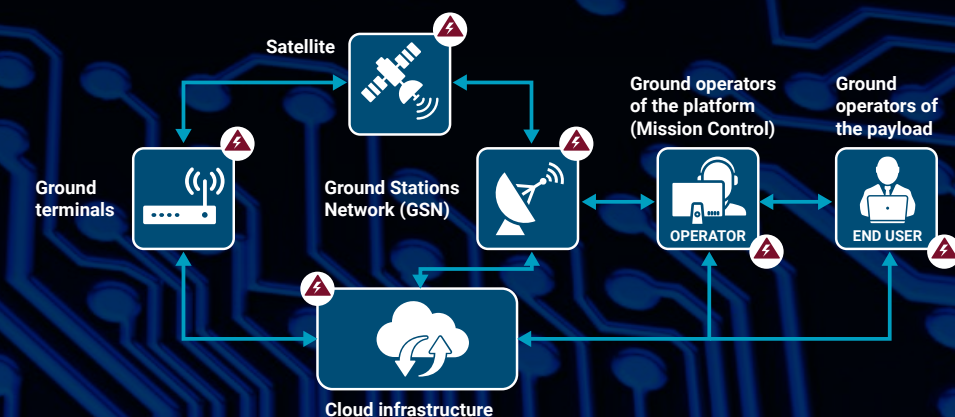 Satellite
Ground operators
of the platform
(Mission Control)
Ground
operators of
the payload
Ground
terminals
Ground Stations
Network (GSN)
OPERATOR
END USER
Cloud infrastructure